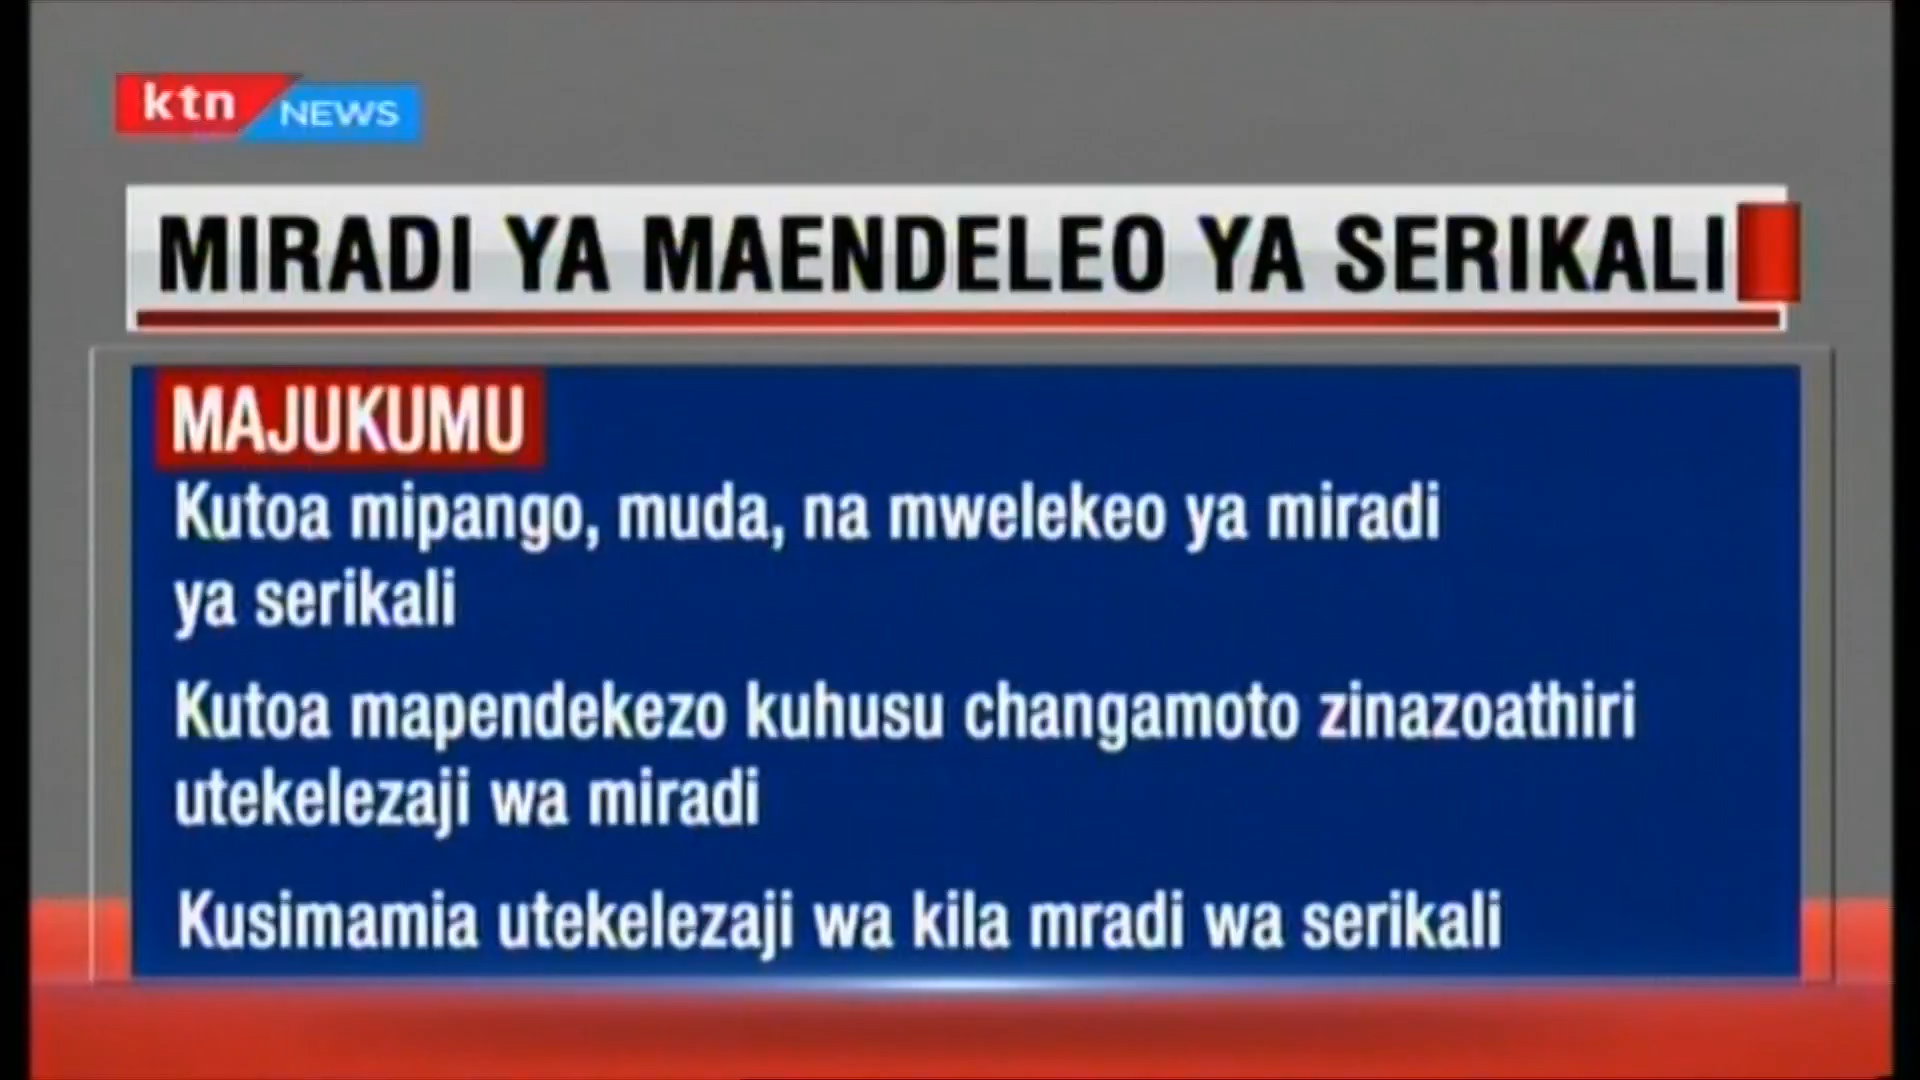 ktn NEWS
MIRADI YA MAENDELEO YA SERIKALI
MAJUKUMU
Kutoa mipango, muda, na mwelekeo ya miradi
ya serikali
Kutoa mapendekezo kuhusu changamoto zinazoathiri
utekelezaji wa miradi
Kusimamia utekelezaji wa kila mradi wa serikali